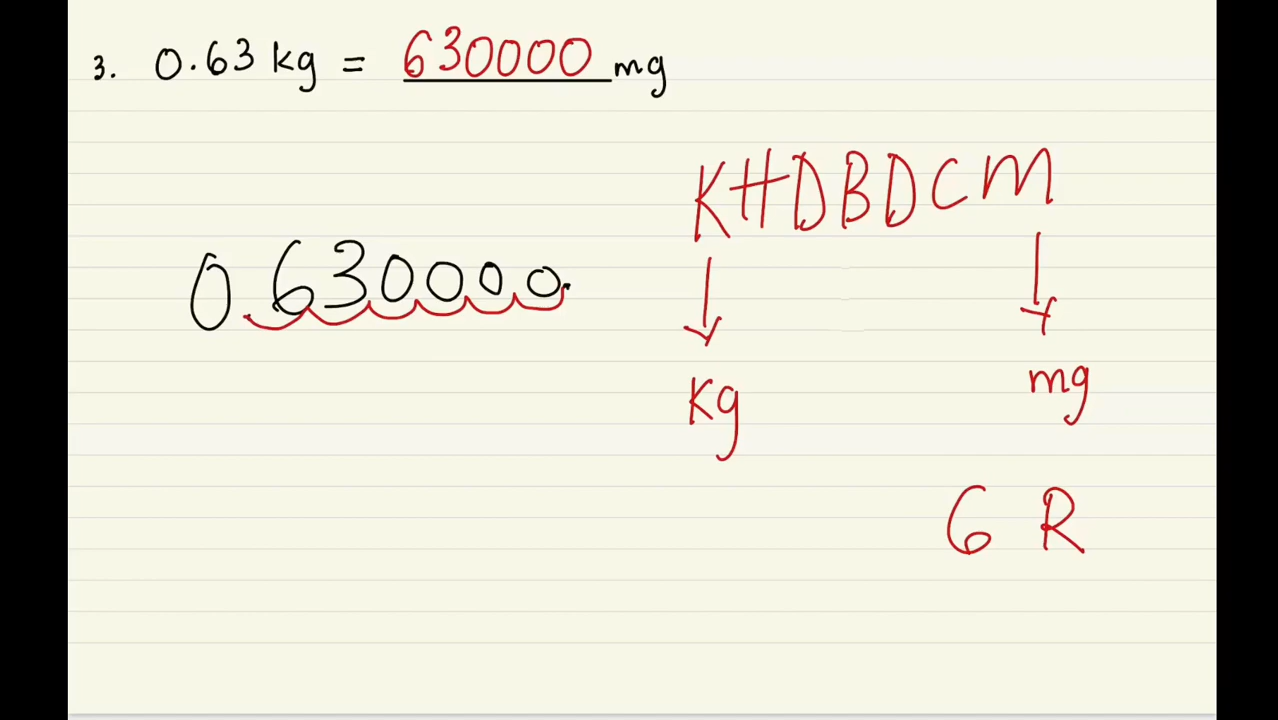 3. 0.63 kg = 630000 mg
KHDBDCM
0.630000.
Kg mg
6 R